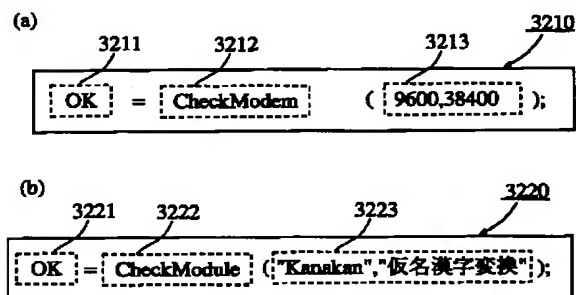 (a)
3211 3212 3213 3210
OK = CheckModem ( 9600,38400 );
(b)
3221 3222 3223 3220
OK = CheckModule ("Kanakan","仮名漢字変換");